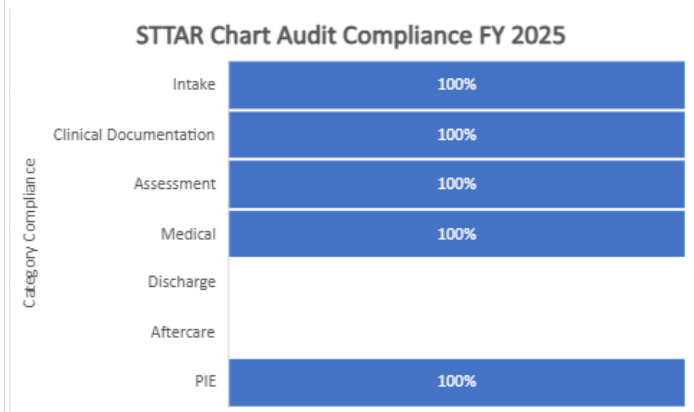 STTAR Chart Audit Compliance FY 2025
Category Compliance
Intake 100%
Clinical Documentation 100%
Assessment 100%
Medical 100%
Discharge
Aftercare
PIE 100%